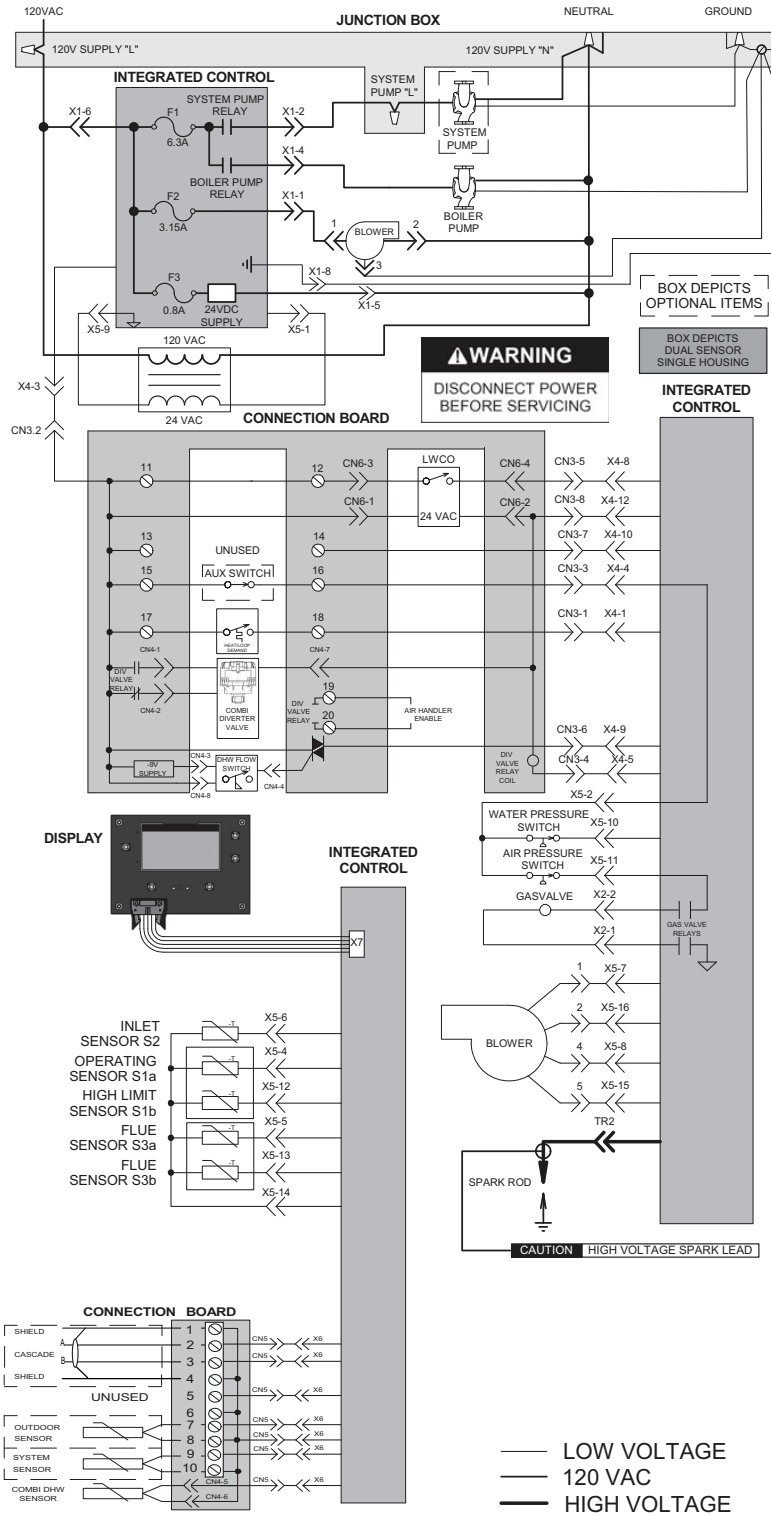 120VAC
JUNCTION BOX
NEUTRAL
GROUND
120V SUPPLY "L"
120V SUPPLY "N"
SYSTEM
PUMP "L"
INTEGRATED CONTROL
SYSTEM PUMP
RELAY
F1
6.3A
X1-6
X1-2
SYSTEM
PUMP
X1-4
BOILER PUMP
RELAY
BOILER
PUMP
X1-1
F2
3.15A
1
BLOWER
2
3
X1-8
F3
0.8A
24VDC
SUPPLY
X1-5
X5-9
X5-1
120 VAC
24 VAC
BOX DEPICTS
OPTIONAL ITEMS
BOX DEPICTS
DUAL SENSOR
SINGLE HOUSING
WARNING
DISCONNECT POWER
BEFORE SERVICING
X4-3
CN3.2
CONNECTION BOARD
INTEGRATED
CONTROL
11
12
CN6-3
LWCO
CN6-4
CN3-5
X4-8
CN6-1
24 VAC
CN6-2
CN3-8
X4-12
13
14
CN3-7
X4-10
UNUSED
15
AUX SWITCH
16
CN3-3
X4-4
17
HEAT/LOOP
DEMAND
18
CN3-1
X4-1
CN4-1
CN4-7
DIV
VALVE
RELAY
CN4-2
COMBI
DIVERTER
VALVE
DIV
VALVE
RELAY
19
20
AIR HANDLER
ENABLE
CN3-6
X4-9
-9V
SUPPLY
CN4-3
DHW FLOW
SWITCH
CN4-8
CN4-4
DIV
VALVE
RELAY
COIL
CN3-4
X4-5
X5-2
WATER PRESSURE
SWITCH
X5-10
AIR PRESSURE
SWITCH
X5-11
GASVALVE
X2-2
X2-1
GAS VALVE
RELAYS
DISPLAY
INTEGRATED
CONTROL
X7
BLOWER
1
X5-7
2
X5-16
4
X5-8
5
X5-15
TR2
SPARK ROD
CAUTION HIGH VOLTAGE SPARK LEAD
INLET
SENSOR S2
-T
X5-6
OPERATING
SENSOR S1a
-T
X5-4
HIGH LIMIT
SENSOR S1b
-T
X5-12
FLUE
SENSOR S3a
-T
X5-5
FLUE
SENSOR S3b
-T
X5-13
X5-14
CONNECTION BOARD
SHIELD
1
A
2
CN5
X6
CASCADE
B
3
CN5
X6
SHIELD
4
UNUSED
5
CN5
X6
6
OUTDOOR
SENSOR
7
CN5
X6
8
CN5
X6
SYSTEM
SENSOR
9
CN5
X6
10
COMBI DHW
SENSOR
CN4-5
CN5
X6
CN4-6
LOW VOLTAGE
120 VAC
HIGH VOLTAGE